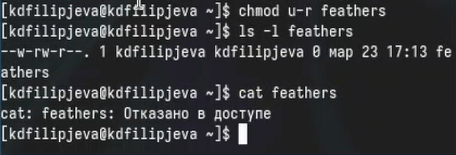 [kdfilipjeva@kdfilipjeva ~]$ chmod u-r feathers
[kdfilipjeva@kdfilipjeva ~]$ ls -l feathers
--w-rw-r--. 1 kdfilipjeva kdfilipjeva 0 мар 23 17:13 fe
athers
[kdfilipjeva@kdfilipjeva ~]$ cat feathers
cat: feathers: Отказано в доступе
[kdfilipjeva@kdfilipjeva ~]$